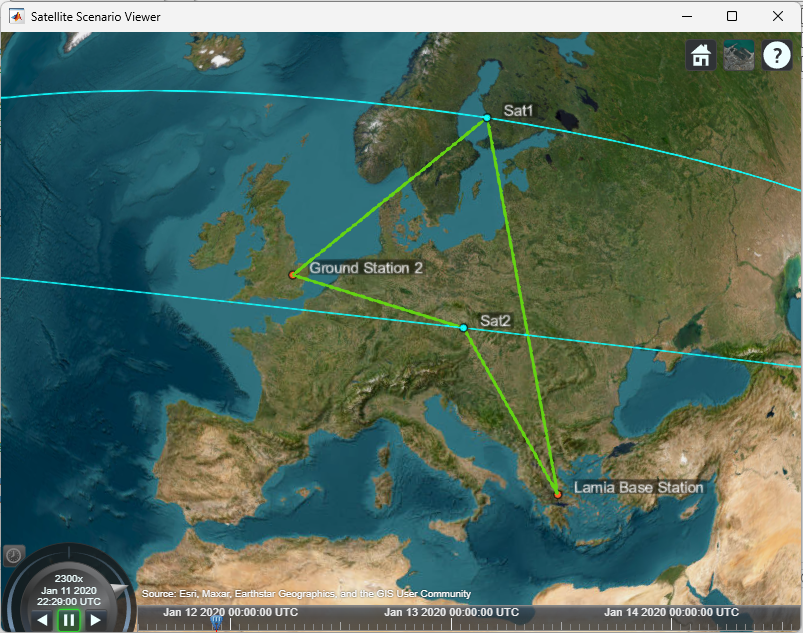 Satellite Scenario Viewer
?
Sat1
Ground Station 2
Sat2
Lamia Base Station
2300x
Jan 11 2020
22:29:00 UTC
Source: Esri, Maxar, Earthstar Geographics, and the GIS User Community
Jan 12 2020 00:00:00 UTC
Jan 13 2020 00:00:00 UTC
Jan 14 2020 00:00:00 UTC